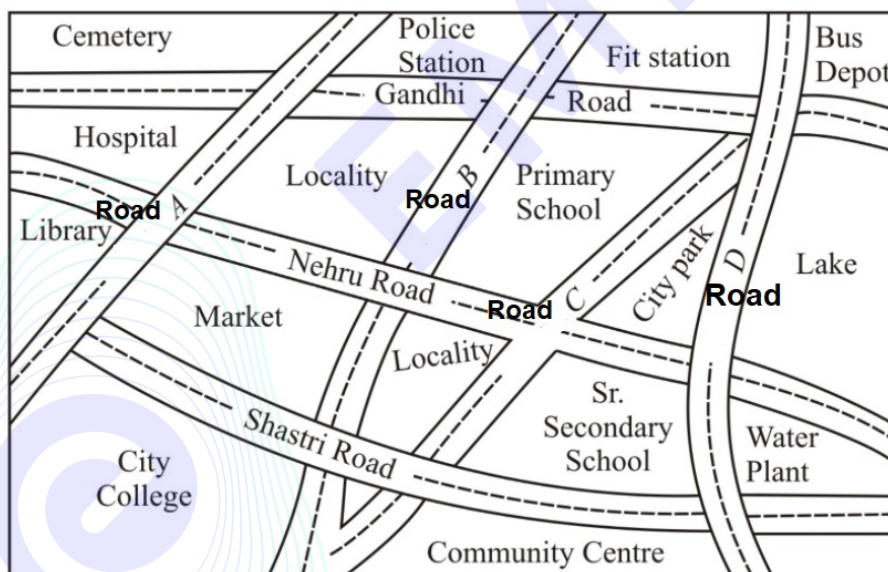 Cemetery
Police
Station
Fit station
Bus
Depot
Gandhi
Road
Hospital
Locality
Road B
Primary
School
Road A
Library
Nehru Road
Road C
City park
Road D
Lake
Market
Locality
Sr.
Secondary
School
Shastri Road
Water
Plant
City
College
Community Centre